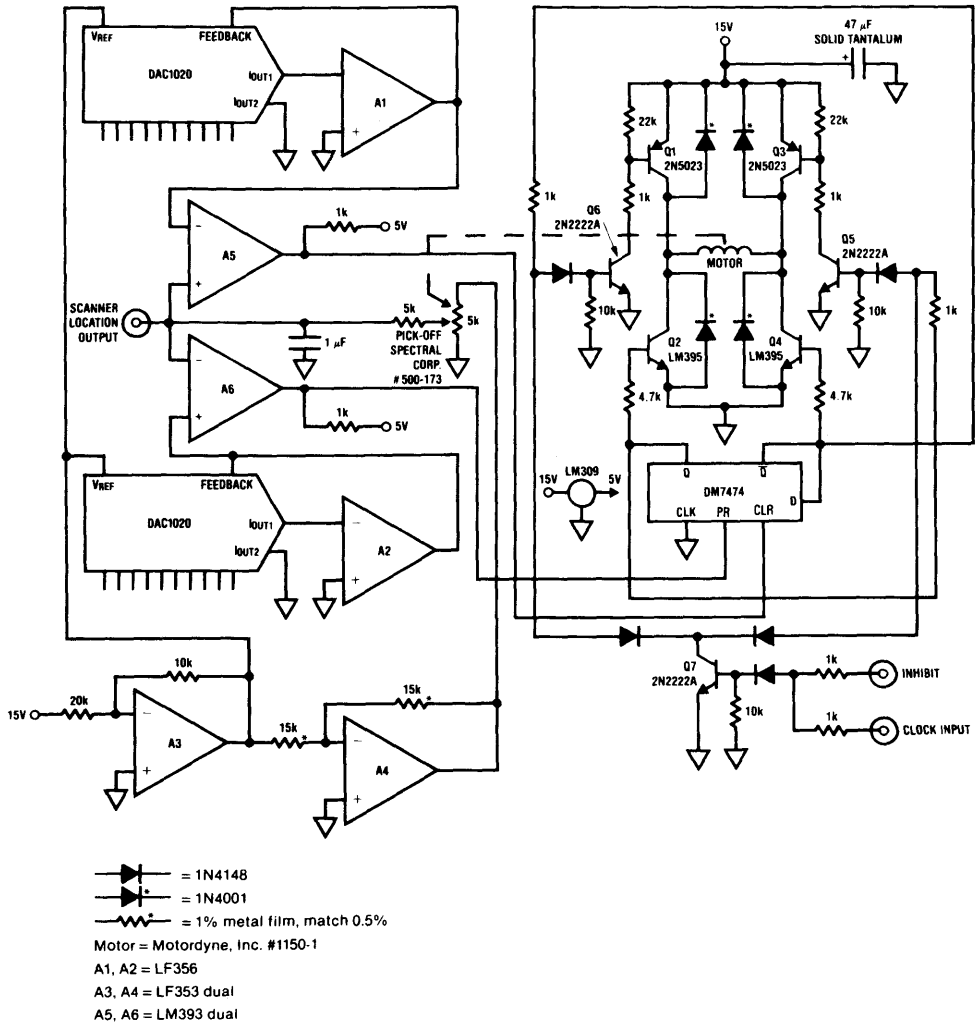 VREF
FEEDBACK
DAC1020
IOUT1
IOUT2
A1
+
15V
47 μF
SOLID TANTALUM
+
22k
*
*
22k
Q1
2N5023
Q3
2N5023
1k
1k
1k
Q6
2N2222A
Q5
2N2222A
MOTOR
10k
*
*
10k
1k
Q2
LM395
Q4
LM395
4.7k
4.7k
-
A5
+
1k
5V
SCANNER
LOCATION
OUTPUT
5k
5k
1 μF
PICK-OFF
SPECTRAL
CORP.
#500-173
-
A6
+
1k
5V
LM309
15V
5V
Q
Q̅
DM7474
D
CLK
PR
CLR
VREF
FEEDBACK
DAC1020
IOUT1
IOUT2
-
A2
+
Q7
2N2222A
10k
1k
INHIBIT
1k
CLOCK INPUT
10k
15V
20k
-
A3
+
15k
*
15k
*
-
A4
+
= 1N4148
* = 1N4001
* = 1% metal film, match 0.5%
Motor = Motordyne, Inc. #1150-1
A1, A2 = LF356
A3, A4 = LF353 dual
A5, A6 = LM393 dual